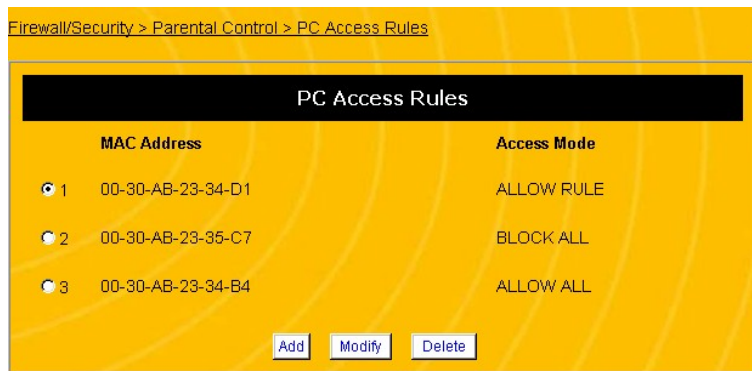 Firewall/Security > Parental Control > PC Access Rules
PC Access Rules
MAC Address Access Mode
1 00-30-AB-23-34-D1 ALLOW RULE
2 00-30-AB-23-35-C7 BLOCK ALL
3 00-30-AB-23-34-B4 ALLOW ALL
Add Modify Delete